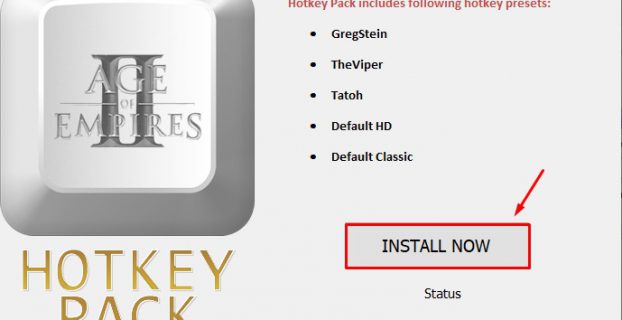 Hotkey Pack includes following hotkey presets:
GregStein
TheViper
Tatoh
Default HD
Default Classic
INSTALL NOW
Status
II
AGE
OF
EMPIRES
HOTKEY
PACK